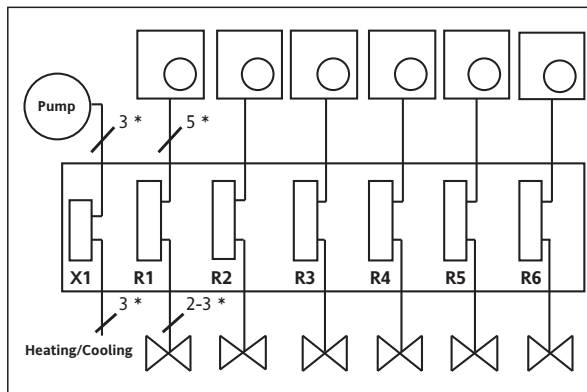 Pump
3 *
5 *
X1
R1
R2
R3
R4
R5
R6
3 *
2-3 *
Heating/Cooling